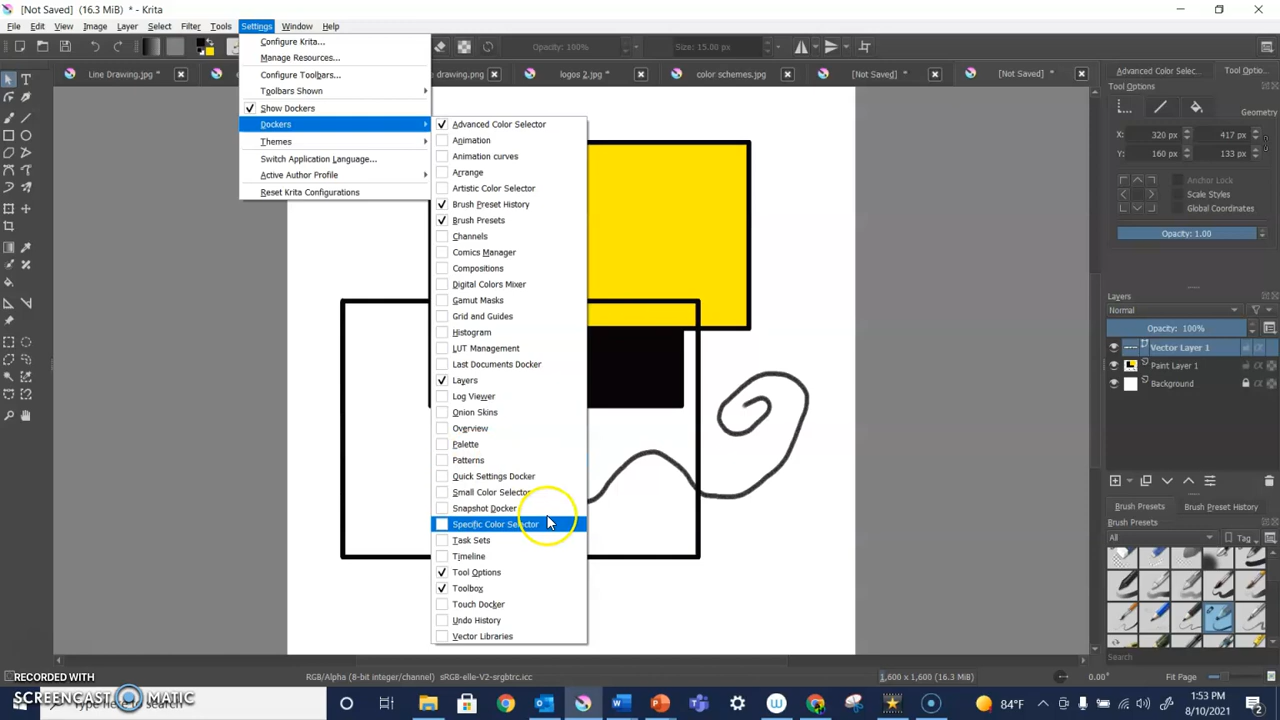 [Not Saved] (16.3 MiB) * - Krita
File Edit View Image Layer Select Filter Tools Settings Window Help
Configure Krita...
Manage Resources...
Configure Toolbars...
Toolbars Shown
Show Dockers
Dockers
Themes
Switch Application Language...
Active Author Profile
Reset Krita Configurations
Advanced Color Selector
Animation
Animation curves
Arrange
Artistic Color Selector
Brush Preset History
Brush Presets
Channels
Comics Manager
Compositions
Digital Colors Mixer
Gamut Masks
Grid and Guides
Histogram
LUT Management
Last Documents Docker
Layers
Log Viewer
Onion Skins
Overview
Palette
Patterns
Quick Settings Docker
Small Color Selector
Snapshot Docker
Specific Color Selector
Task Sets
Timeline
Tool Options
Toolbox
Touch Docker
Undo History
Vector Libraries
Opacity: 100% Size: 15.00 px
Line Drawing.jpg drawing.png logos 2.jpg * color schemes.jpg [Not Saved] * [Not Saved] *
Advanced Color Selec... Tool Optio...
Tool Options
X: 320 px 417 px
Geometry
Y: 160 px 133 px
Anchor Lock
Scale Styles
Global Coordinates
Opacity: 1.00
Layers
Normal
Opacity: 100%
Vector Layer 1
Paint Layer 1
Background
Brush Presets Brush Preset History
Brush Presets
All Tag
RGB/Alpha (8-bit integer/channel) sRGB-elle-V2-srgbtrc.icc
1,600 x 1,600 (16.3 MiB)
Fit Page
0.00°
RECORDED WITH
SCREENCAST MATIC
Type here to search
84°F
1:53 PM